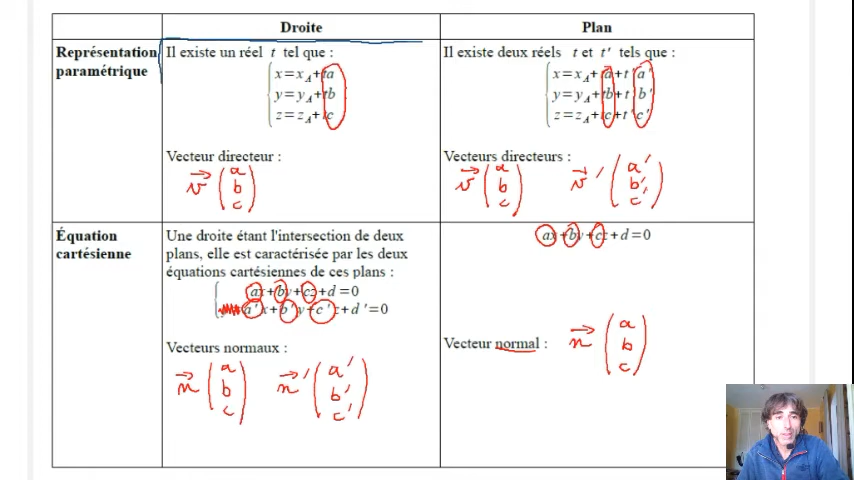 Droite
Plan
Représentation paramétrique
Il existe un réel t tel que :
x=x_A+ta
y=y_A+tb
z=z_A+tc
Vecteur directeur :
v⃗ (a b c)
Il existe deux réels t et t' tels que :
x=x_A+ta+t'a'
y=y_A+tb+t'b'
z=z_A+tc+t'c'
Vecteurs directeurs :
v⃗ (a b c) v⃗' (a' b' c')
Équation cartésienne
Une droite étant l'intersection de deux
plans, elle est caractérisée par les deux
équations cartésiennes de ces plans :
ax+by+cz+d=0
a'x+b'y+c'z+d'=0
Vecteurs normaux :
n⃗ (a b c) n⃗' (a' b' c')
ax+by+cz+d=0
Vecteur normal :
n⃗ (a b c)